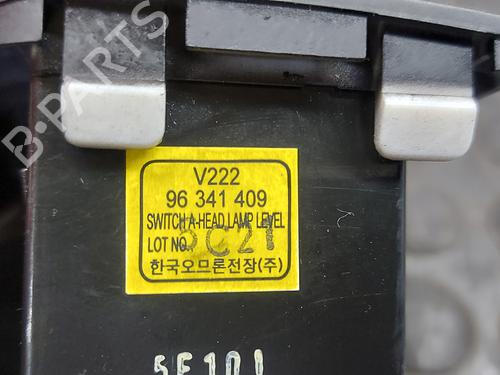 B-PARTS
V222
96 341 409
SWITCH A-HEAD LAMP LEVEL
LOT NO. 5C21
한국오므론전장(주)